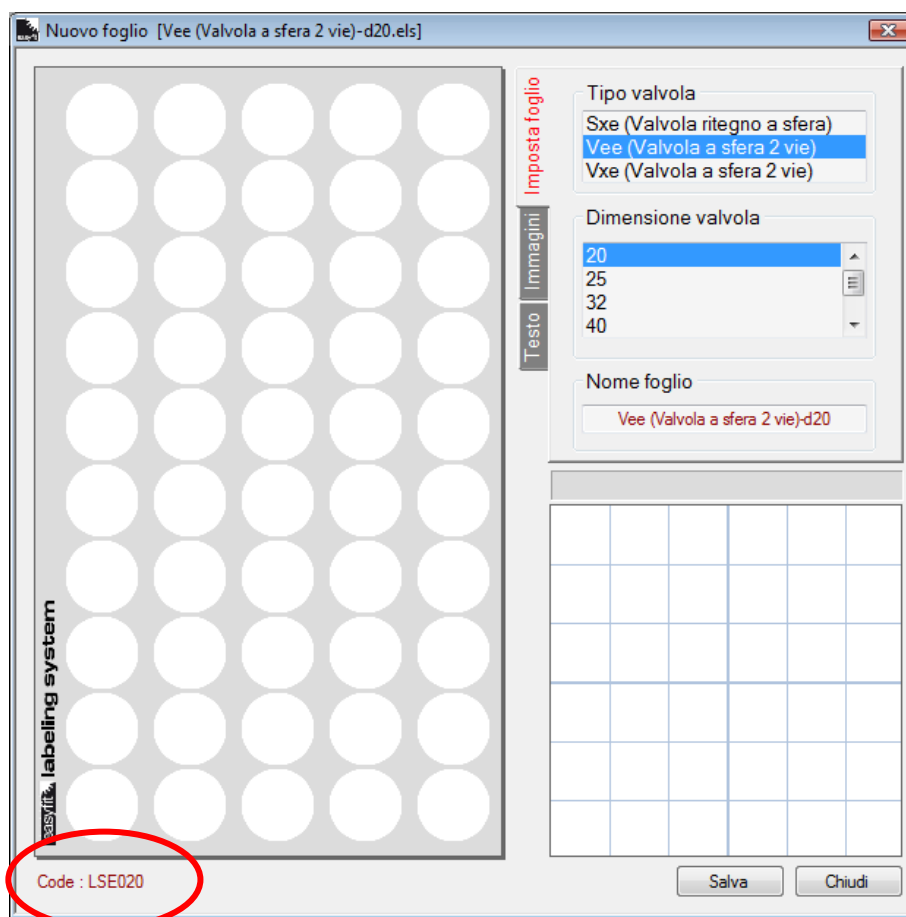 Nuovo foglio [Vee (Valvola a sfera 2 vie)-d20.els]
easyfit labeling system
Code : LSE020
Imposta foglio
Immagini
Testo
Tipo valvola
Sxe (Valvola ritegno a sfera)
Vee (Valvola a sfera 2 vie)
Vxe (Valvola a sfera 2 vie)
Dimensione valvola
20
25
32
40
Nome foglio
Vee (Valvola a sfera 2 vie)-d20
Salva
Chiudi